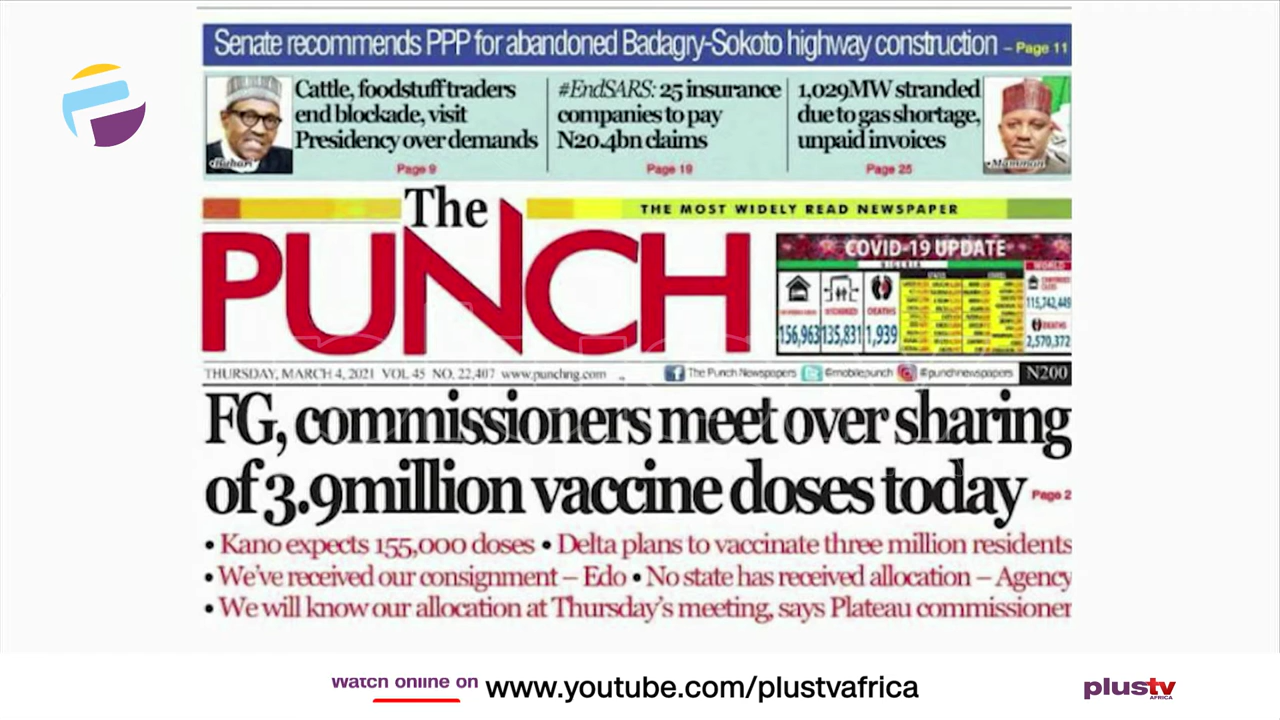 Senate recommends PPP for abandoned Badagry-Sokoto highway construction – Page 11
Cattle, foodstuff traders
end blockade, visit
Presidency over demands
Page 9
•Buhari
#EndSARS: 25 insurance
companies to pay
N20.4bn claims
Page 19
1,029MW stranded
due to gas shortage,
unpaid invoices
Page 25
•Mamman
The
PUNCH
THE MOST WIDELY READ NEWSPAPER
COVID-19 UPDATE
NIGERIA
WORLD
DEATHS
156,963
135,831
1,939
115,742,449
DEATHS
2,570,372
THURSDAY, MARCH 4, 2021 VOL 45 NO. 22,407 www.punchng.com
The Punch Newspapers @mobilepunch @punchnewspapers N200
FG, commissioners meet over sharing
of 3.9million vaccine doses today Page 2
• Kano expects 155,000 doses • Delta plans to vaccinate three million residents
• We've received our consignment – Edo • No state has received allocation – Agency
• We will know our allocation at Thursday's meeting, says Plateau commissioner
watch online on www.youtube.com/plustvafrica
plustv
AFRICA